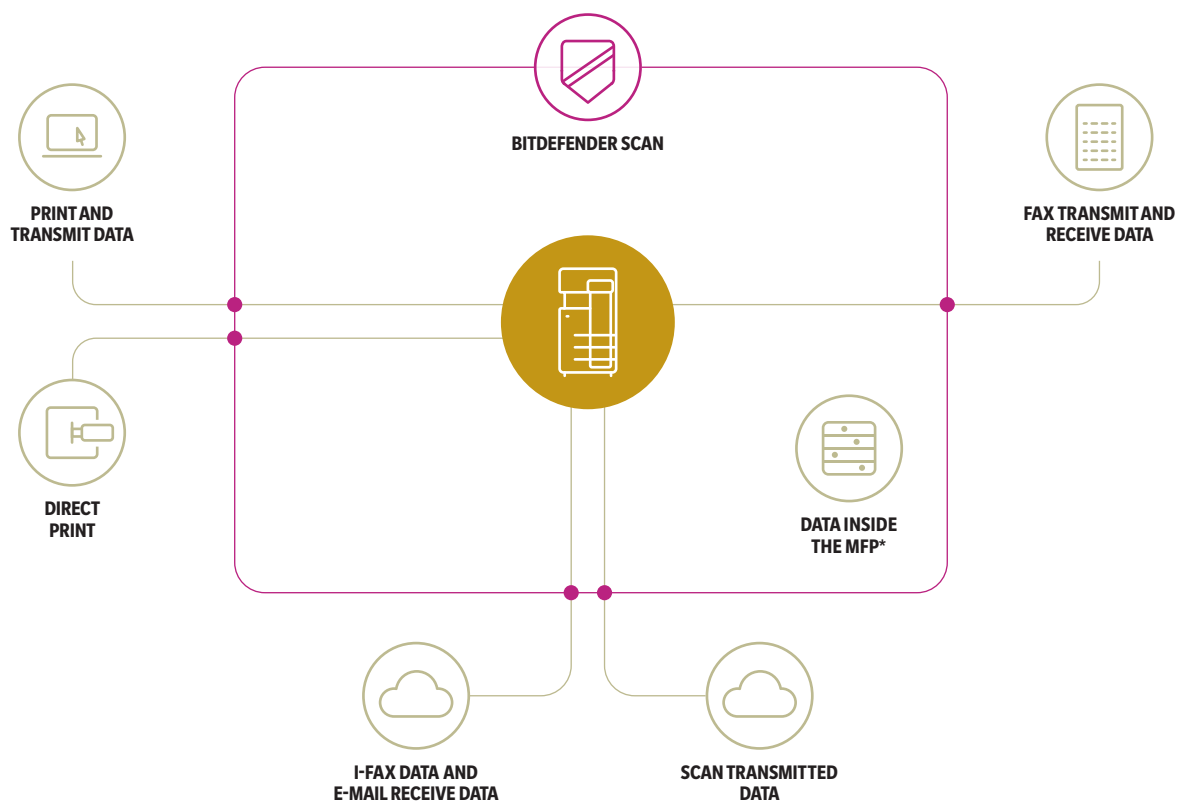 BITDEFENDER SCAN
PRINT AND
TRANSMIT DATA
FAX TRANSMIT AND
RECEIVE DATA
DIRECT
PRINT
DATA INSIDE
THE MFP*
I-FAX DATA AND
E-MAIL RECEIVE DATA
SCAN TRANSMITTED
DATA